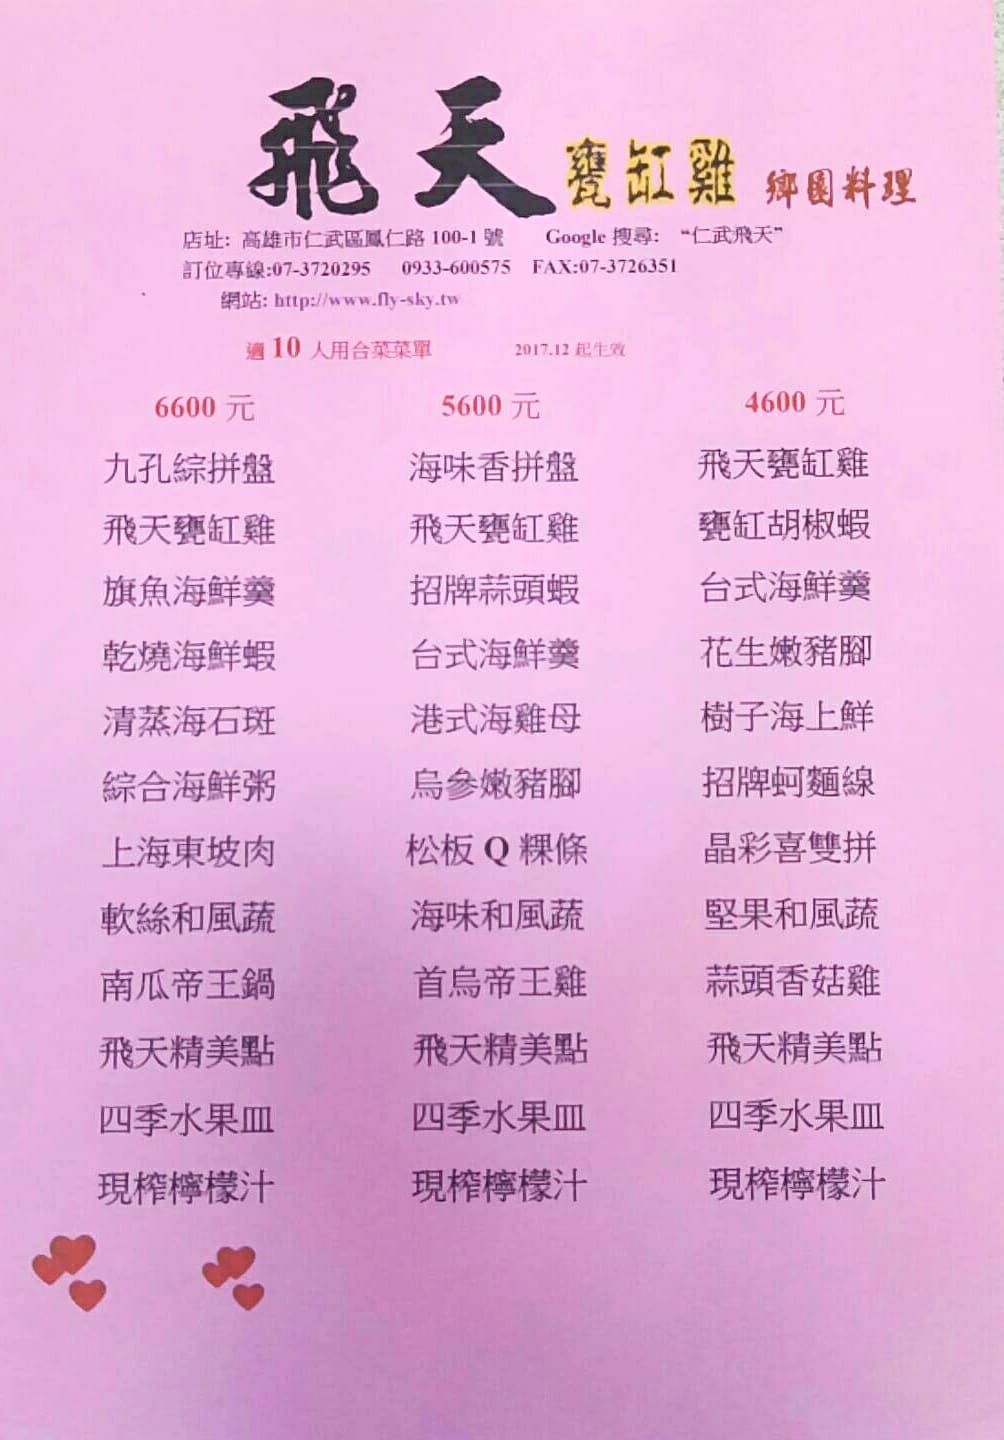 飛天 甕缸雞 鄉園料理
店址: 高雄市仁武區鳳仁路 100-1 號 Google 搜尋: “仁武飛天”
訂位專線:07-3720295 0933-600575 FAX:07-3726351
網站: http://www.fly-sky.tw
適 10 人用台菜菜單 2017.12 起生效
6600 元 5600 元 4600 元
九孔綜拼盤 海味香拼盤 飛天甕缸雞
飛天甕缸雞 飛天甕缸雞 甕缸胡椒蝦
旗魚海鮮羹 招牌蒜頭蝦 台式海鮮羹
乾燒海鮮蝦 台式海鮮羹 花生嫩豬腳
清蒸海石斑 港式海雞母 樹子海上鮮
綜合海鮮粥 烏參嫩豬腳 招牌蚵麵線
上海東坡肉 松板 Q 粿條 晶彩喜雙拼
軟絲和風蔬 海味和風蔬 堅果和風蔬
南瓜帝王鍋 首烏帝王雞 蒜頭香菇雞
飛天精美點 飛天精美點 飛天精美點
四季水果皿 四季水果皿 四季水果皿
現榨檸檬汁 現榨檸檬汁 現榨檸檬汁